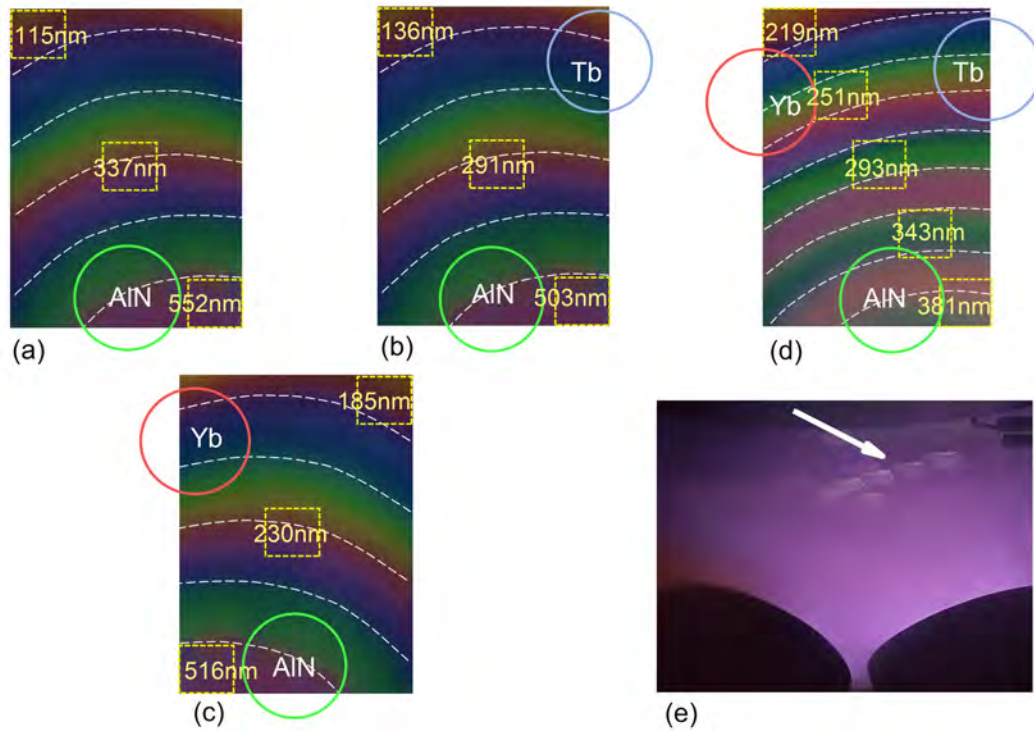 115nm
337nm
AlN
552nm
(a)
136nm
Tb
291nm
AlN
503nm
(b)
219nm
Yb
251nm
Tb
293nm
343nm
AlN
381nm
(d)
Yb
185nm
230nm
516nm
AlN
(c)
(e)